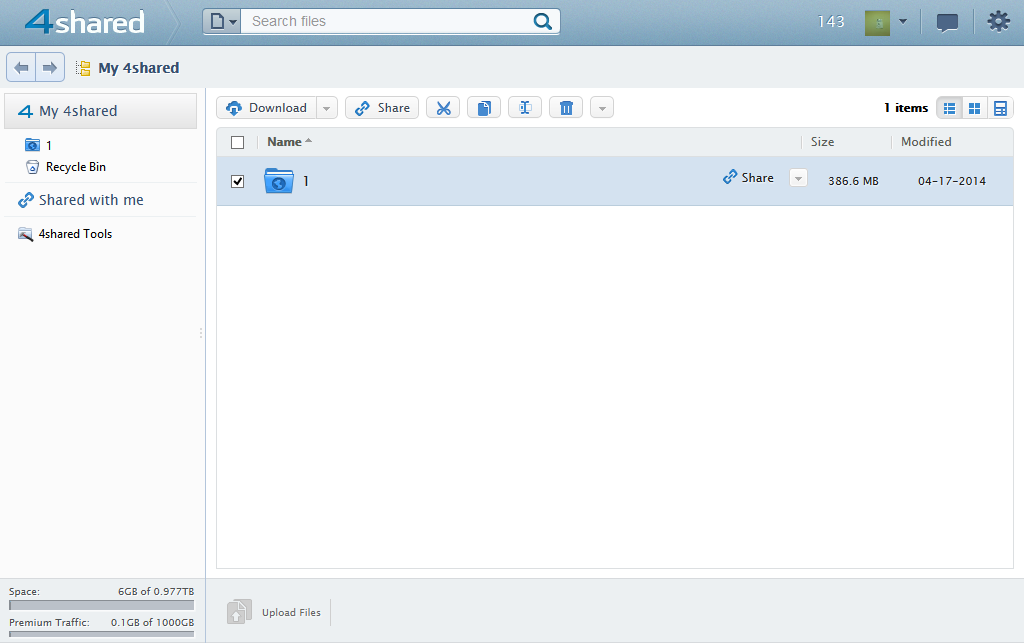 4shared
Search files
143
My 4shared
4 My 4shared
1
Recycle Bin
Shared with me
4shared Tools
Download
Share
1 items
Name
Size
Modified
1
Share
386.6 MB
04-17-2014
Space: 6GB of 0.977TB
Premium Traffic: 0.1GB of 1000GB
Upload Files